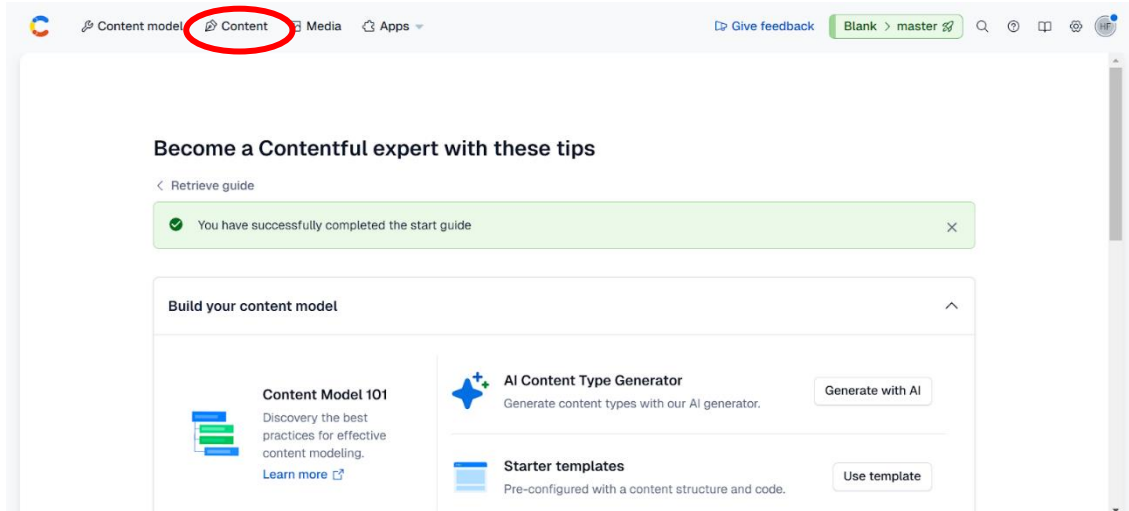 Content model Content Media Apps Give feedback Blank > master HF
Become a Contentful expert with these tips
< Retrieve guide
You have successfully completed the start guide
Build your content model
Content Model 101
Discovery the best
practices for effective
content modeling.
Learn more
AI Content Type Generator
Generate content types with our AI generator.
Generate with AI
Starter templates
Pre-configured with a content structure and code.
Use template